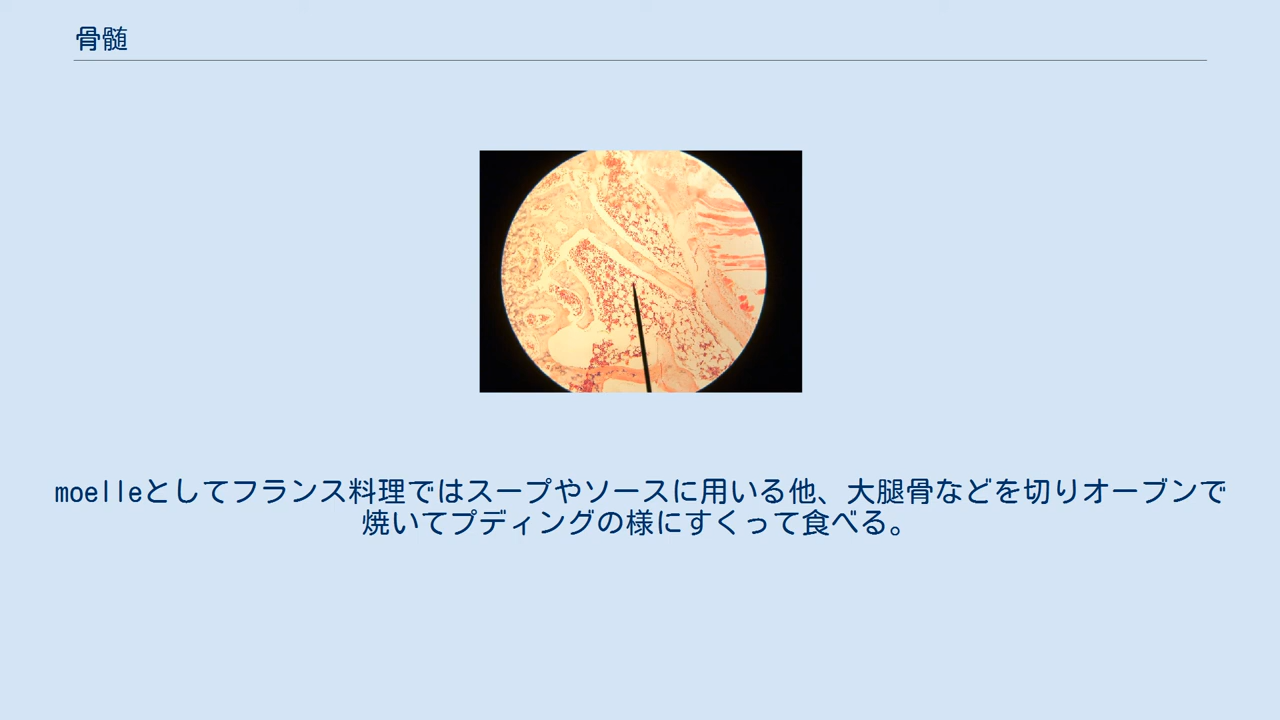 骨髄
moelleとしてフランス料理ではスープやソースに用いる他、大腿骨などを切りオーブンで
焼いてプディングの様にすくって食べる。